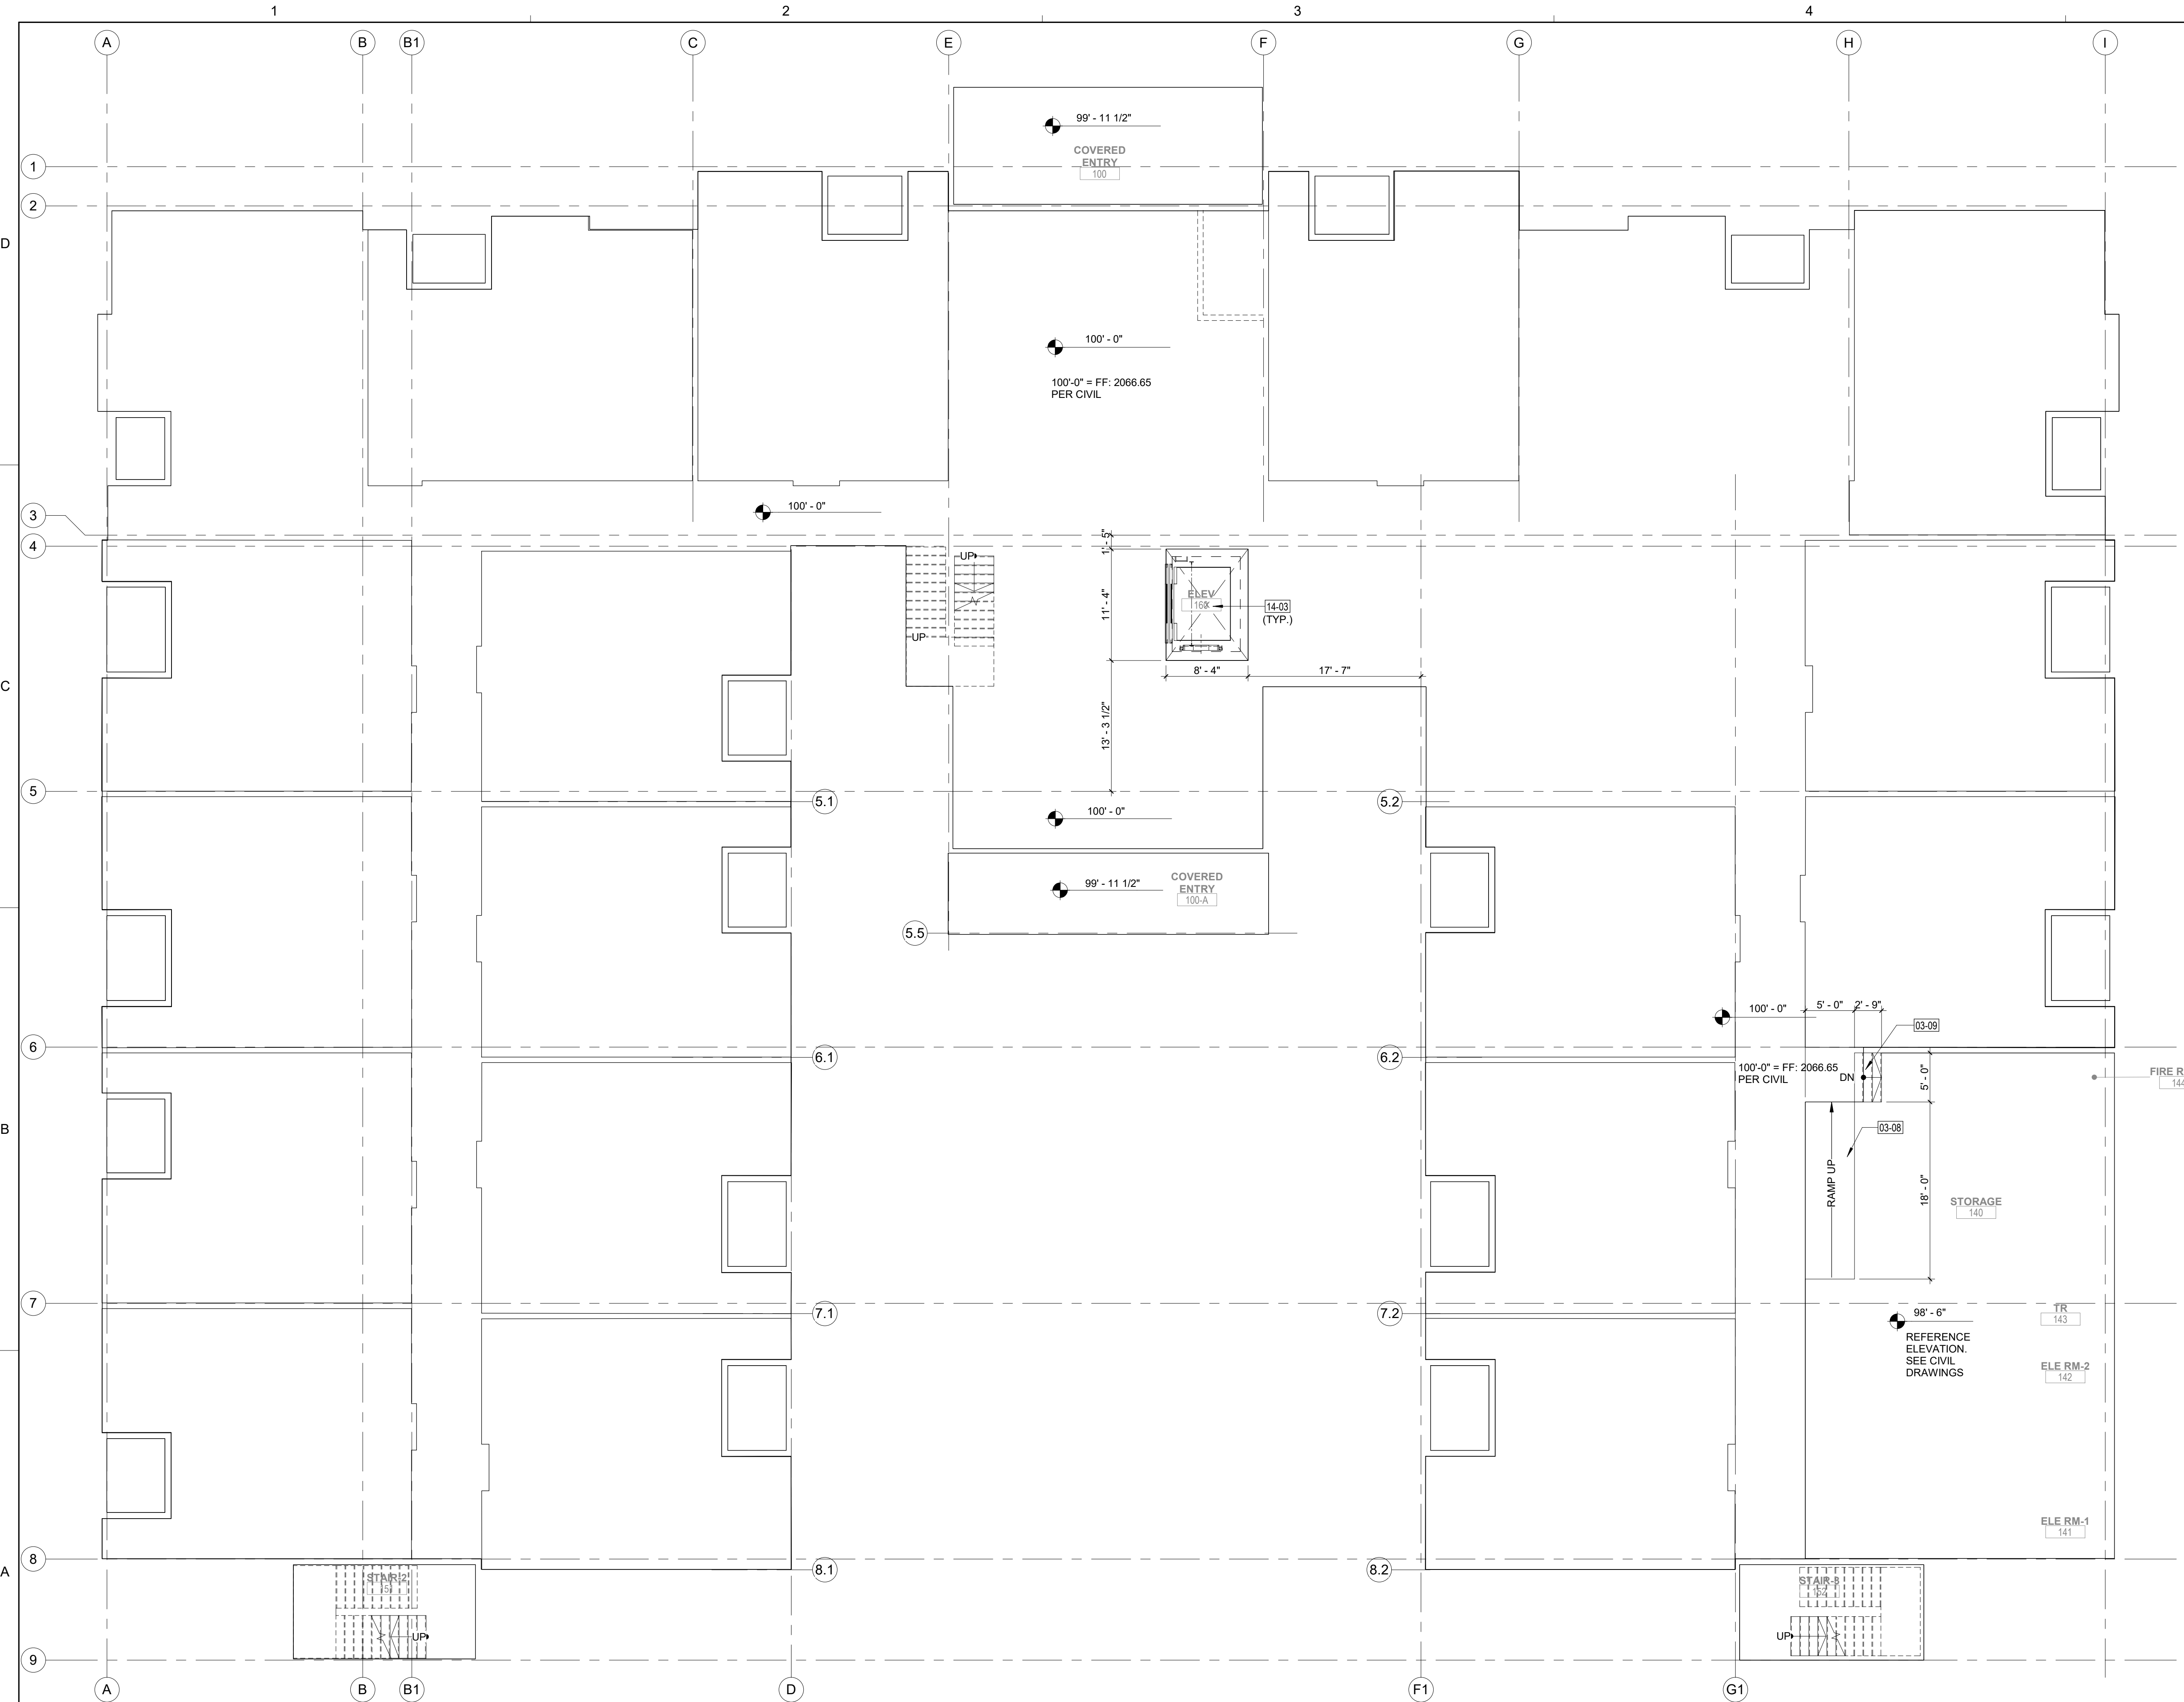 1
2
3
4
A
B
B1
C
E
F
G
H
I
99' - 11 1/2"
COVERED
ENTRY
100
1
2
D
100' - 0"
100'-0" = FF: 2066.65
PER CIVIL
3
100' - 0"
4
1' - 5"
UP
UP
11' - 4"
ELEV
14-03
(TYP.)
8' - 4"
17' - 7"
C
13' - 3 1/2"
5
5.1
5.2
100' - 0"
99' - 11 1/2"
COVERED
ENTRY
100-A
5.5
100' - 0"
5' - 0"
2' - 9"
03-09
6
6.1
6.2
100'-0" = FF: 2066.65
PER CIVIL
DN
5' - 0"
FIRE R
144
B
03-08
RAMP UP
18' - 0"
STORAGE
140
7
7.1
7.2
98' - 6"
REFERENCE
ELEVATION.
SEE CIVIL
DRAWINGS
TR
143
ELE RM-2
142
ELE RM-1
141
8
8.1
8.2
A
STAIR-2
151
STAIR-3
152
UP
UP
9
A
B
B1
D
F1
G1